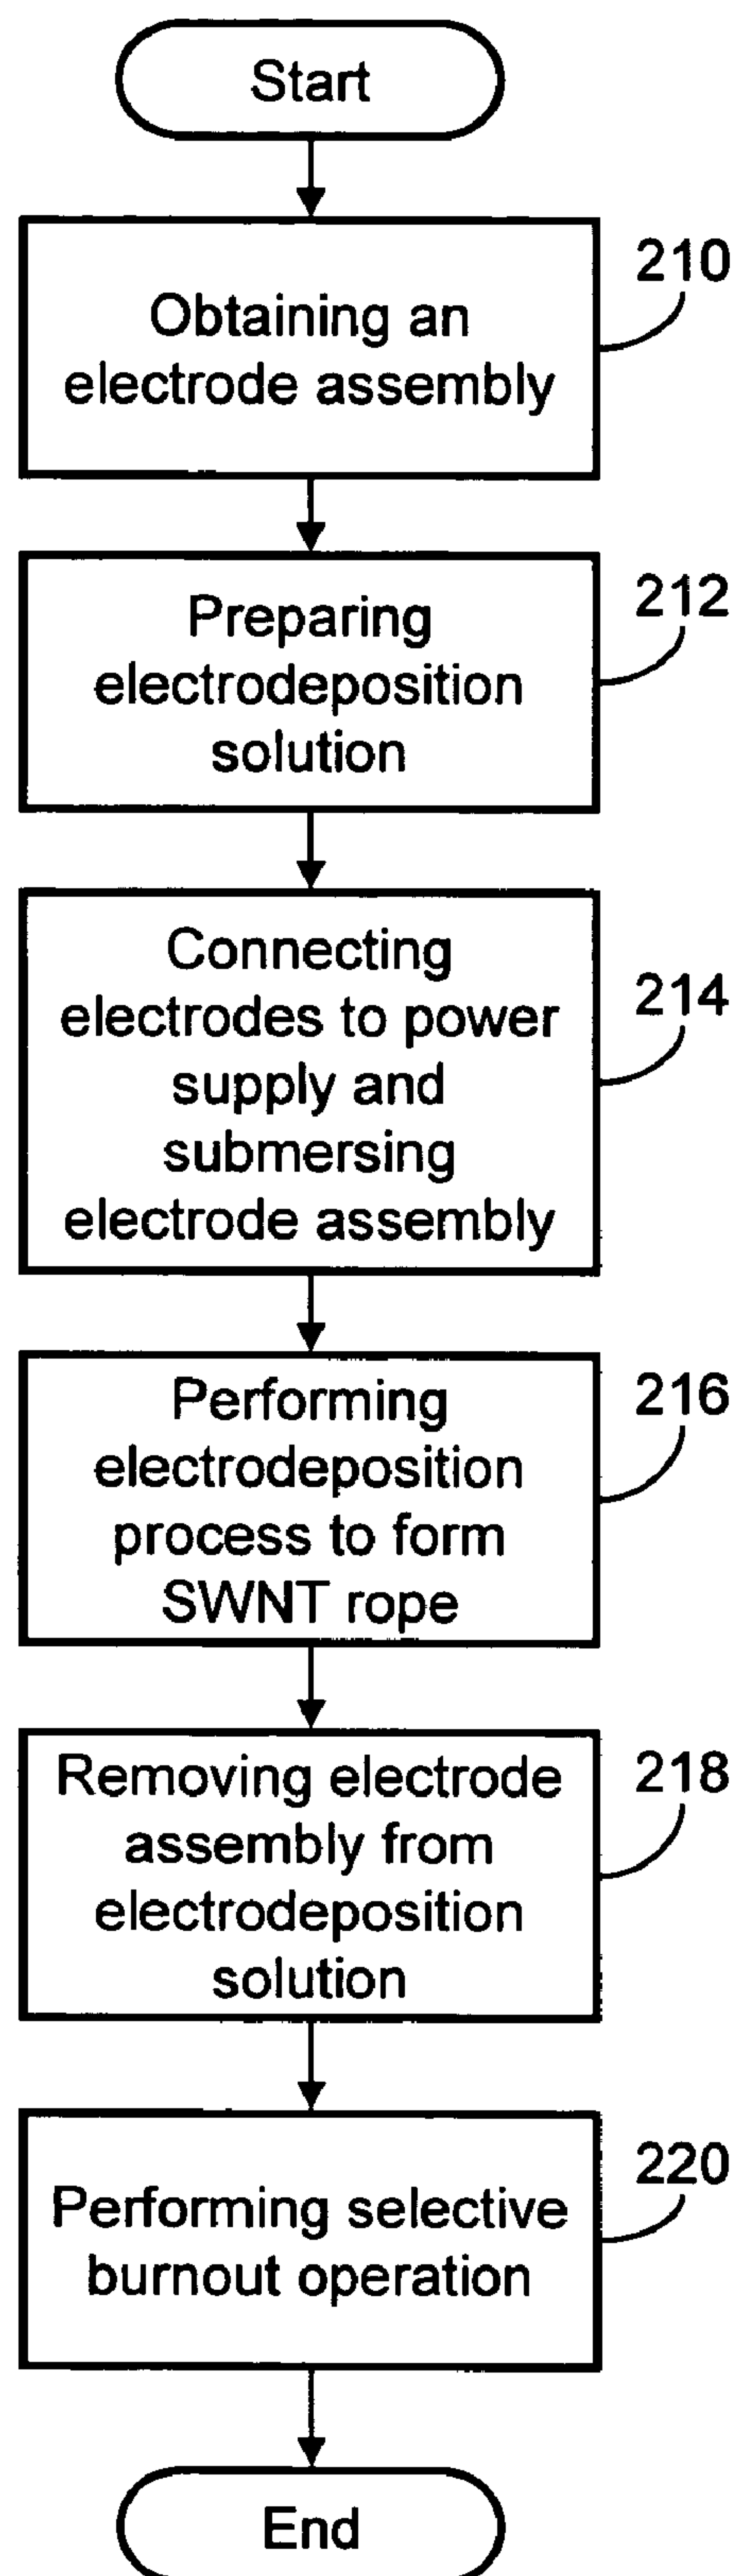 Start
210
Obtaining an
electrode assembly
212
Preparing
electrodeposition
solution
214
Connecting
electrodes to power
supply and
submersing
electrode assembly
216
Performing
electrodeposition
process to form
SWNT rope
218
Removing electrode
assembly from
electrodeposition
solution
220
Performing selective
burnout operation
End